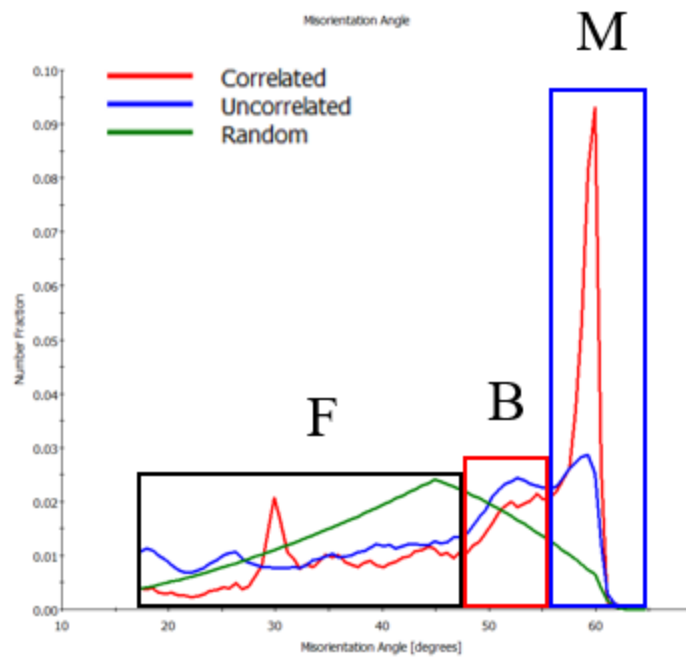 Misorientation Angle
M
Correlated
Uncorrelated
Random
0.10
0.09
0.08
0.07
0.06
0.05
0.04
0.03
0.02
0.01
0.00
Number Fraction
F
B
10
20
30
40
50
60
Misorientation Angle [degrees]